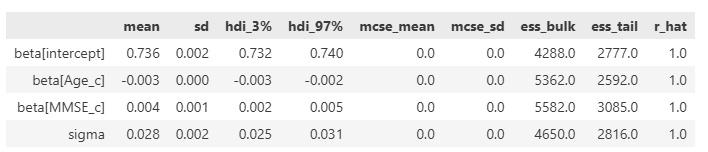 mean sd hdi_3% hdi_97% mcse_mean mcse_sd ess_bulk ess_tail r_hat
beta[intercept] 0.736 0.002 0.732 0.740 0.0 0.0 4288.0 2777.0 1.0
beta[Age_c] -0.003 0.000 -0.003 -0.002 0.0 0.0 5362.0 2592.0 1.0
beta[MMSE_c] 0.004 0.001 0.002 0.005 0.0 0.0 5582.0 3085.0 1.0
sigma 0.028 0.002 0.025 0.031 0.0 0.0 4650.0 2816.0 1.0